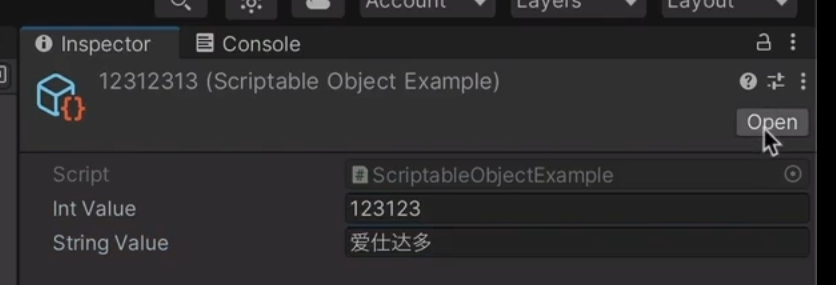 Account Layers Layout
Inspector Console
12312313 (Scriptable Object Example)
Open
Script ScriptableObjectExample
Int Value 123123
String Value 爱仕达多